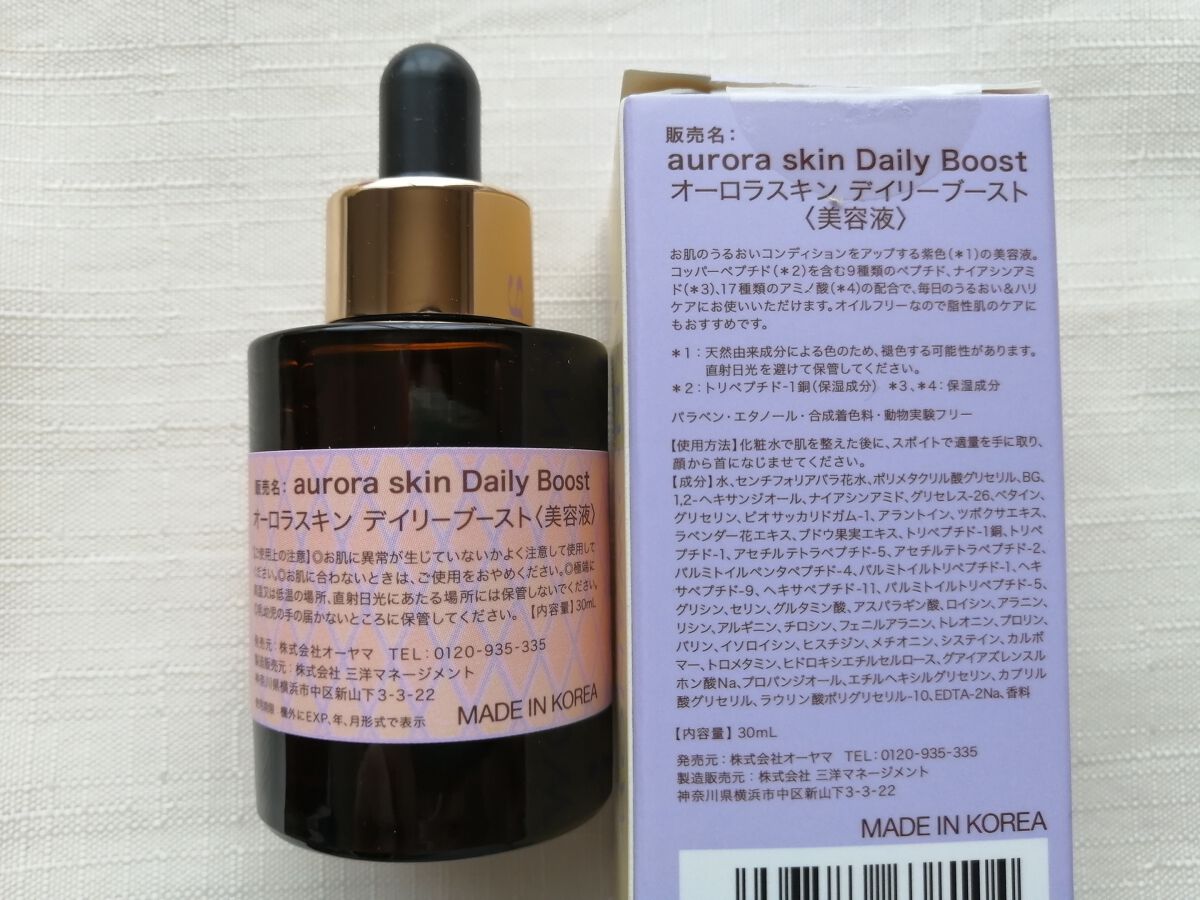 販売名：aurora skin Daily Boost
オーロラスキン デイリーブースト〈美容液〉
使用上の注意】◎お肌に異常が生じていないかよく注意して使用して
ください。◎お肌に合わないときは、ご使用をおやめください。◎極端に
高温又は低温の場所、直射日光にあたる場所には保管しないでください。
◎乳幼児の手の届かないところに保管してください。【内容量】30mL
発売元：株式会社オーヤマ TEL：0120-935-335
製造販売元：株式会社 三洋マネージメント
神奈川県横浜市中区新山下3-3-22
使用期限 欄外にEXP、年、月形式で表示
MADE IN KOREA
販売名：
aurora skin Daily Boost
オーロラスキン デイリーブースト
〈美容液〉
お肌のうるおいコンディションをアップする紫色(＊1)の美容液。
コッパーペプチド(＊2)を含む9種類のペプチド、ナイアシンアミ
ド(＊3)、17種類のアミノ酸(＊4)の配合で、毎日のうるおい＆ハリ
ケアにお使いいただけます。オイルフリーなので脂性肌のケアに
もおすすめです。
＊1：天然由来成分による色のため、褪色する可能性があります。
直射日光を避けて保管してください。
＊2：トリペプチド-1銅(保湿成分) ＊3、＊4：保湿成分
パラベン・エタノール・合成着色料・動物実験フリー
【使用方法】化粧水で肌を整えた後に、スポイトで適量を手に取り、
顔から首になじませてください。
【成分】水、センチフォリアバラ花水、ポリメタクリル酸グリセリル、BG、
1,2-ヘキサンジオール、ナイアシンアミド、グリセレス-26、ベタイン、
グリセリン、ビオサッカリドガム-1、アラントイン、ツボクサエキス、
ラベンダー花エキス、ブドウ果実エキス、トリペプチド-1銅、トリペ
プチド-1、アセチルテトラペプチド-5、アセチルテトラペプチド-2、
パルミトイルペンタペプチド-4、パルミトイルトリペプチド-1、ヘキ
サペプチド-9、ヘキサペプチド-11、パルミトイルトリペプチド-5、
グリシン、セリン、グルタミン酸、アスパラギン酸、ロイシン、アラニン、
リシン、アルギニン、チロシン、フェニルアラニン、トレオニン、プロリン、
バリン、イソロイシン、ヒスチジン、メチオニン、システイン、カルボ
マー、トロメタミン、ヒドロキシエチルセルロース、グアイアズレンスル
ホン酸Na、プロパンジオール、エチルヘキシルグリセリン、カプリル
酸グリセリル、ラウリン酸ポリグリセリル-10、EDTA-2Na、香料
【内容量】30mL
発売元：株式会社オーヤマ TEL：0120-935-335
製造販売元：株式会社 三洋マネージメント
神奈川県横浜市中区新山下3-3-22
MADE IN KOREA